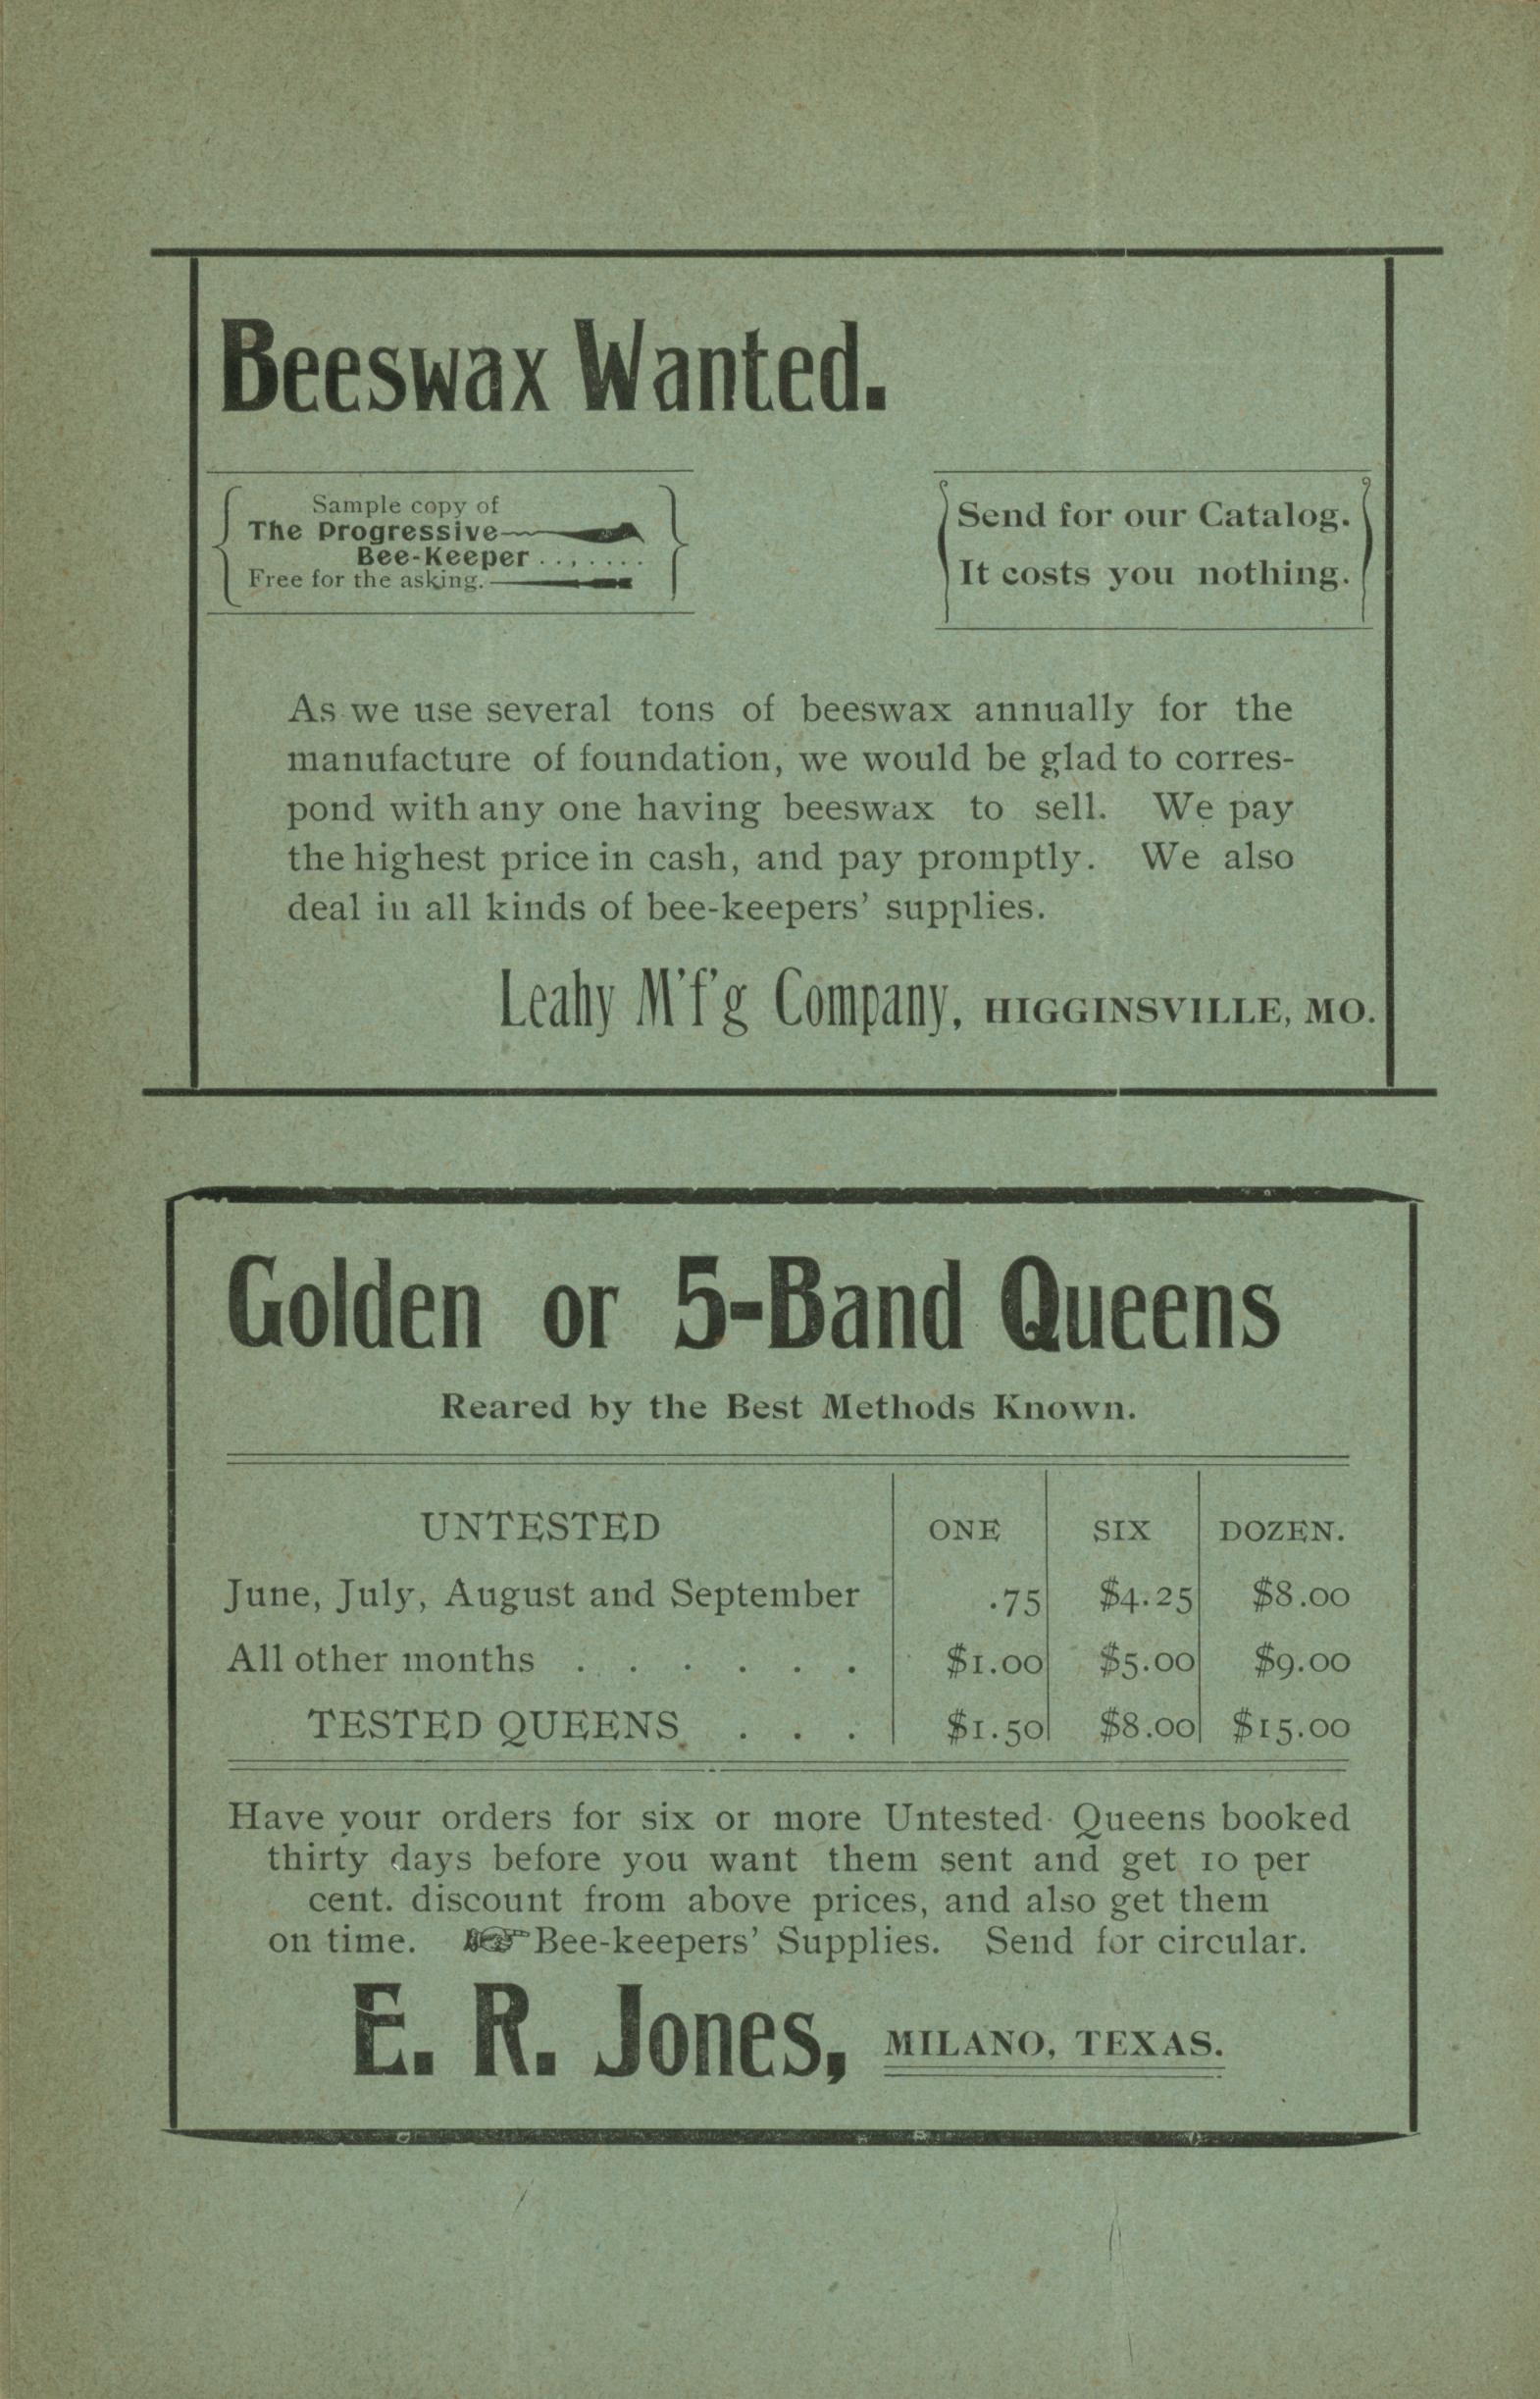 Beeswax Wanted.
Sample copy of
The Progressive
Bee-Keeper . . , . . . .
Free for the asking.
Send for our Catalog.
It costs you nothing.
As we use several tons of beeswax annually for the
manufacture of foundation, we would be glad to corres-
pond with any one having beeswax to sell. We pay
the highest price in cash, and pay promptly. We also
deal in all kinds of bee-keepers' supplies.
Leahy M'f'g Company, HIGGINSVILLE, MO.
Golden or 5-Band Queens
Reared by the Best Methods Known.
UNTESTED ONE SIX DOZEN.
June, July, August and September .75 $4.25 $8.00
All other months . . . . . . $1.00 $5.00 $9.00
TESTED QUEENS . . . $1.50 $8.00 $15.00
Have your orders for six or more Untested Queens booked
thirty days before you want them sent and get 10 per
cent. discount from above prices, and also get them
on time. ☞ Bee-keepers' Supplies. Send for circular.
E. R. Jones, MILANO, TEXAS.